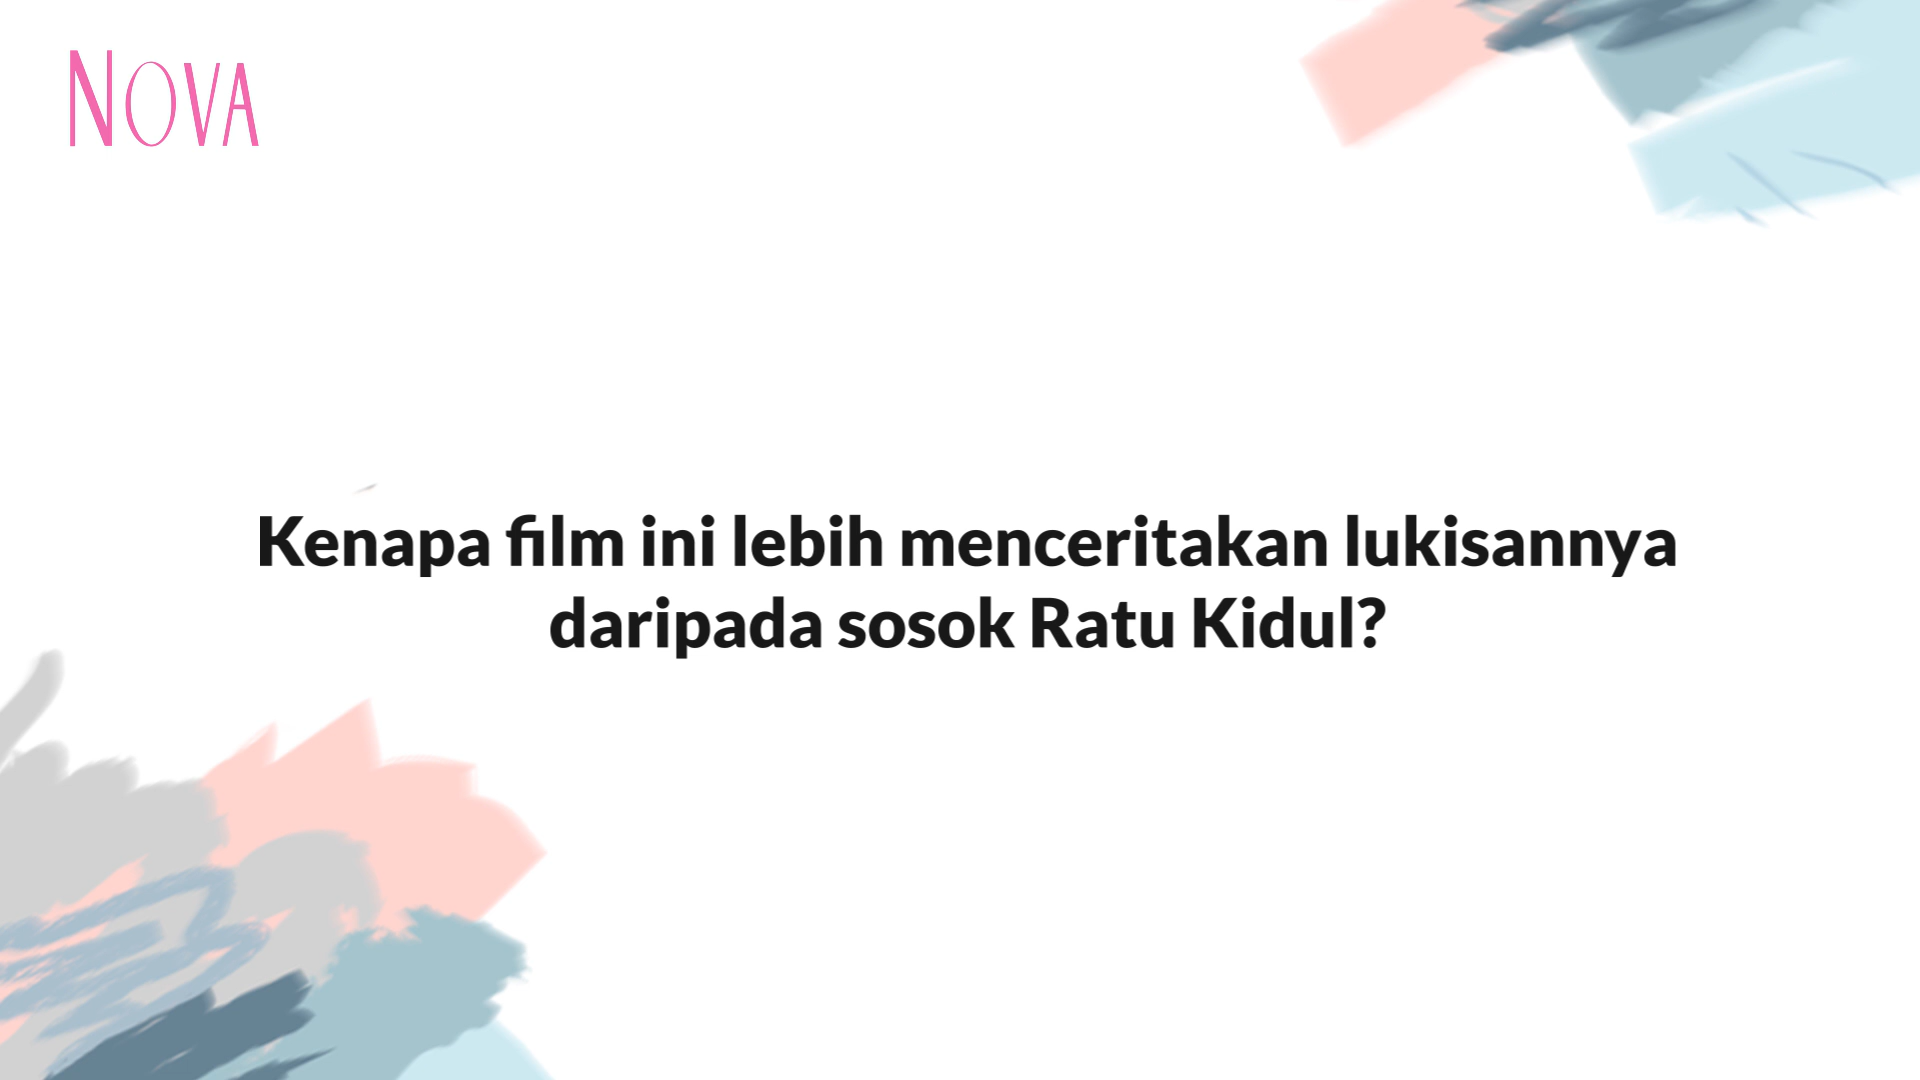 NOVA
Kenapa film ini lebih menceritakan lukisannya
daripada sosok Ratu Kidul?